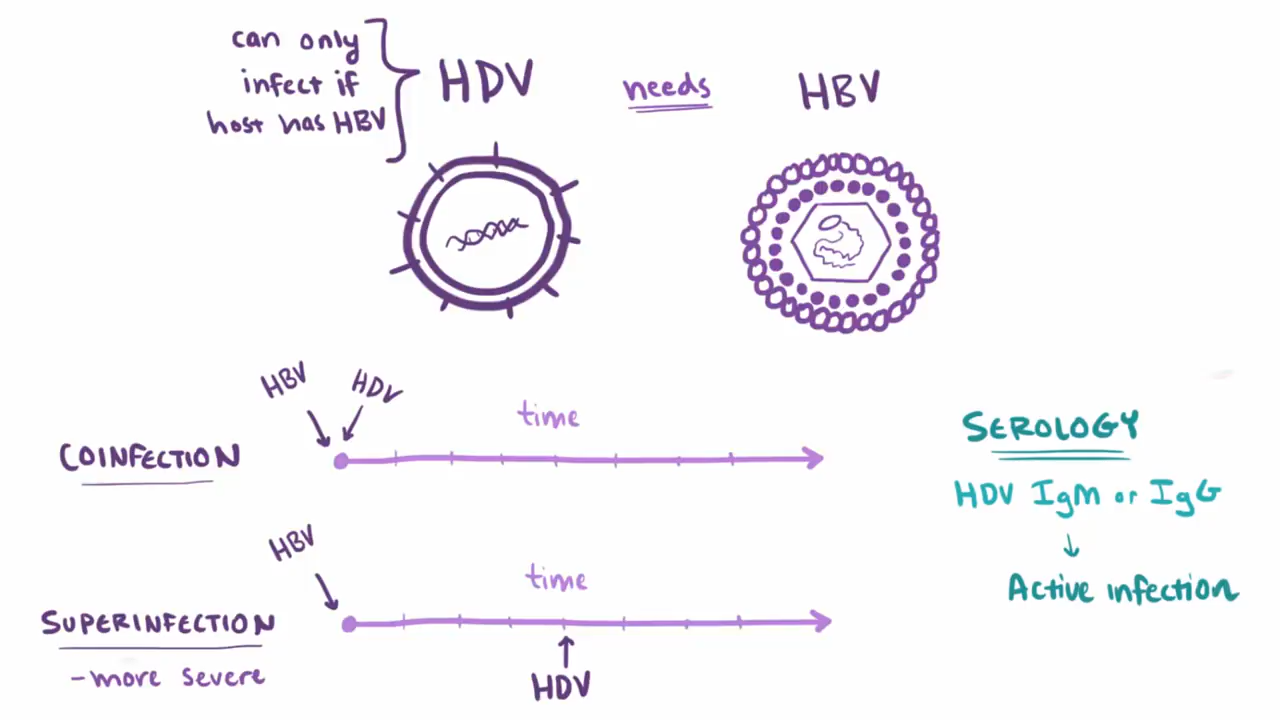 can only
infect if
host has HBV
HDV needs HBV
HBV HDV
time
COINFECTION
HBV
time
SUPERINFECTION
- more severe
HDV
SEROLOGY
HDV IgM or IgG
Active infection